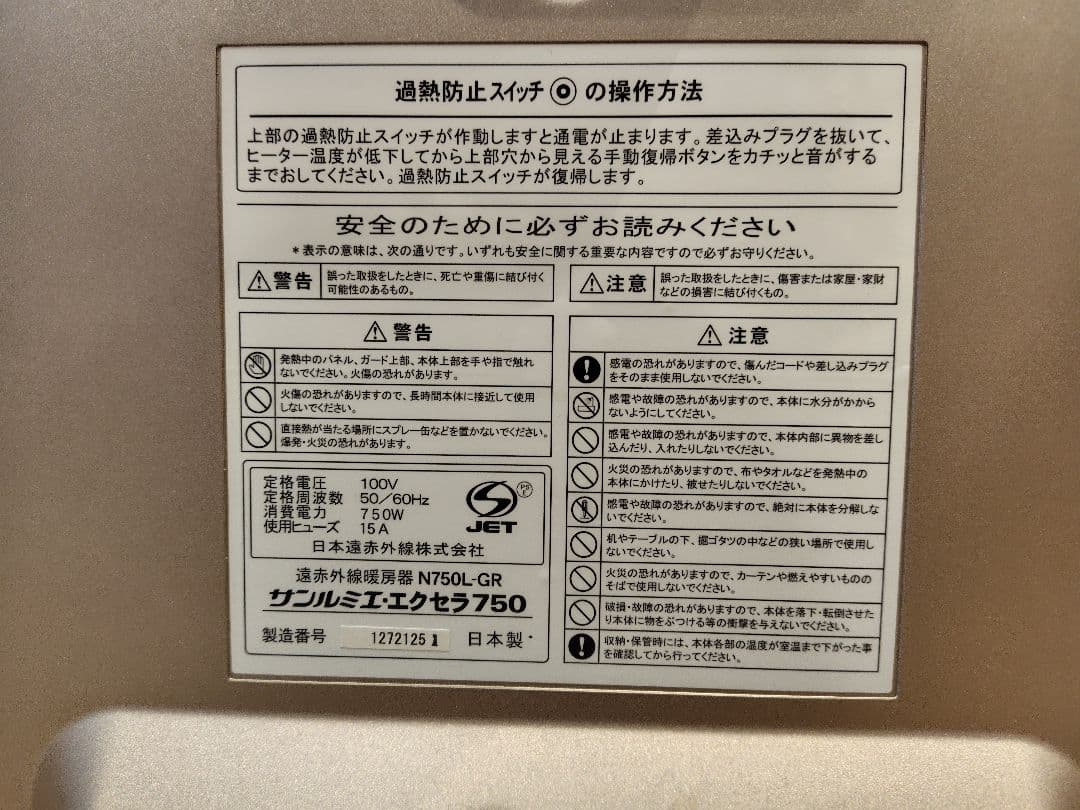 過熱防止スイッチ◎の操作方法
上部の過熱防止スイッチが作動しますと通電が止まります。差込みプラグを抜いて、
ヒーター温度が低下してから上部穴から見える手動復帰ボタンをカチッと音がする
までおしてください。過熱防止スイッチが復帰します。
安全のために必ずお読みください
*表示の意味は、次の通りです。いずれも安全に関する重要な内容ですので必ずお守りください。
警告
誤った取扱をしたときに、死亡や重傷に結び付く
可能性のあるもの。
注意
誤った取扱をしたときに、傷害または家屋・家財
などの損害に結び付くもの。
警告
発熱中のパネル、ガード上部、本体上部を手や指で触れ
ないでください。火傷の恐れがあります。
火傷の恐れがありますので、長時間本体に接近して使用
しないでください。
直接熱が当たる場所にスプレー缶などを置かないでください。
爆発・火災の恐れがあります。
定格電圧 100V
定格周波数 50/60Hz
消費電力 750W
使用ヒューズ 15A
PSE
JET
日本遠赤外線株式会社
遠赤外線暖房器 N750L-GR
サンルミエ・エクセラ750
製造番号 1272125 1 日本製
注意
感電の恐れがありますので、傷んだコードや差し込みプラグ
をそのまま使用しないでください。
感電や故障の恐れがありますので、本体に水分がかから
ないようにしてください。
感電や故障の恐れがありますので、本体内部に異物を差し
込んだり、入れたりしないでください。
火災の恐れがありますので、布やタオルなどを発熱中の
本体にかけたり、被せたりしないでください。
感電や故障の恐れがありますので、絶対に本体を分解しな
いでください。
机やテーブルの下、掘ゴタツの中などの狭い場所で使用し
ないでください。
火災の恐れがありますので、カーテンや燃えやすいものの
そばで使用しないでください。
破損・故障の恐れがありますので、本体を落下・転倒させた
り本体に物をぶつける等の衝撃を与えないでください。
収納・保管時には、本体各部の温度が室温まで下がった事
を確認してから行ってください。